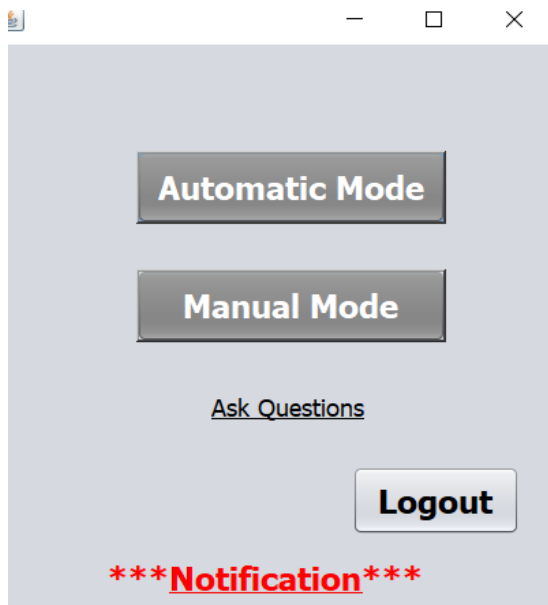 Automatic Mode
Manual Mode
Ask Questions
Logout
***Notification***